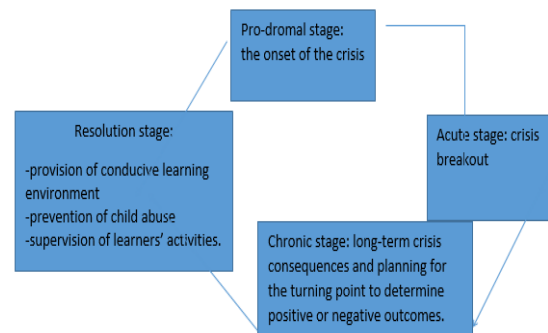 Pro-dromal stage:
the onset of the crisis
Acute stage: crisis
breakout
Chronic stage: long-term crisis
consequences and planning for
the turning point to determine
positive or negative outcomes.
Resolution stage:
-provision of conducive learning
environment
-prevention of child abuse
-supervision of learners’ activities.